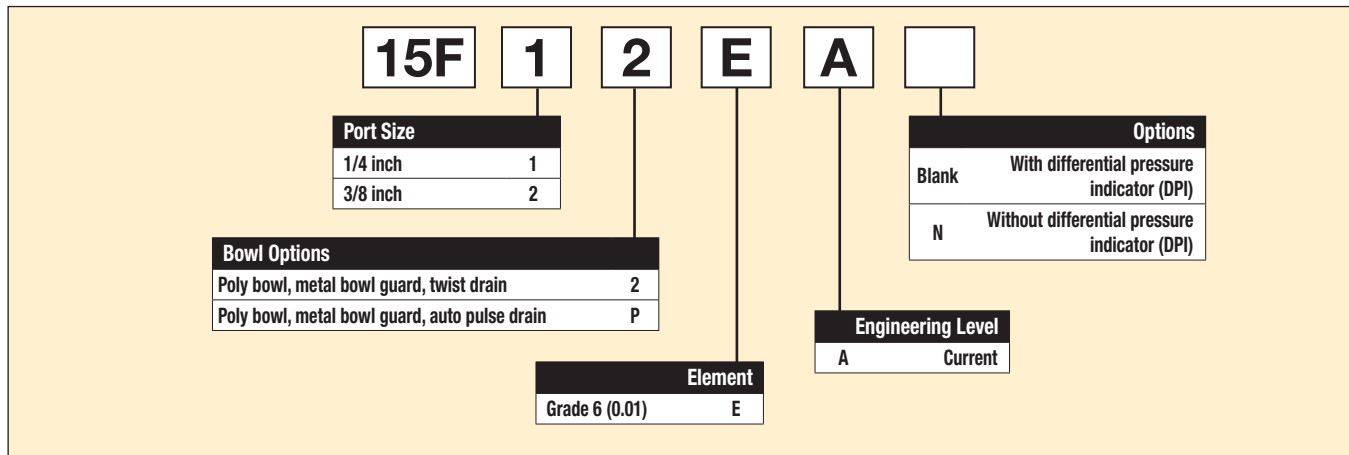 15F 1 2 E A
Port Size
1/4 inch 1
3/8 inch 2
Options
Blank With differential pressure
indicator (DPI)
N Without differential pressure
indicator (DPI)
Bowl Options
Poly bowl, metal bowl guard, twist drain 2
Poly bowl, metal bowl guard, auto pulse drain P
Engineering Level
A Current
Element
Grade 6 (0.01) E